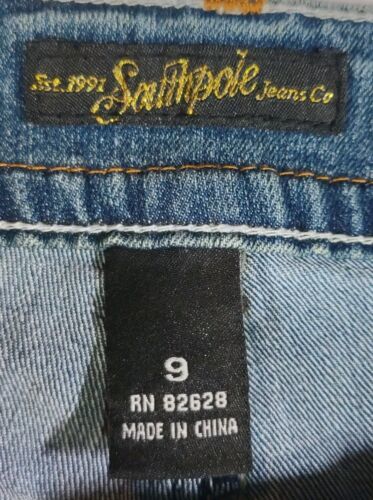 Est. 1991 Southpole Jeans Co
9
RN 82628
MADE IN CHINA